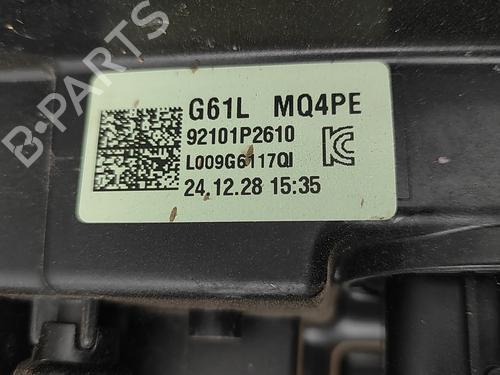 B-PARTS
G61L MQ4PE
92101P2610
L009G6117QI
24.12.28 15:35